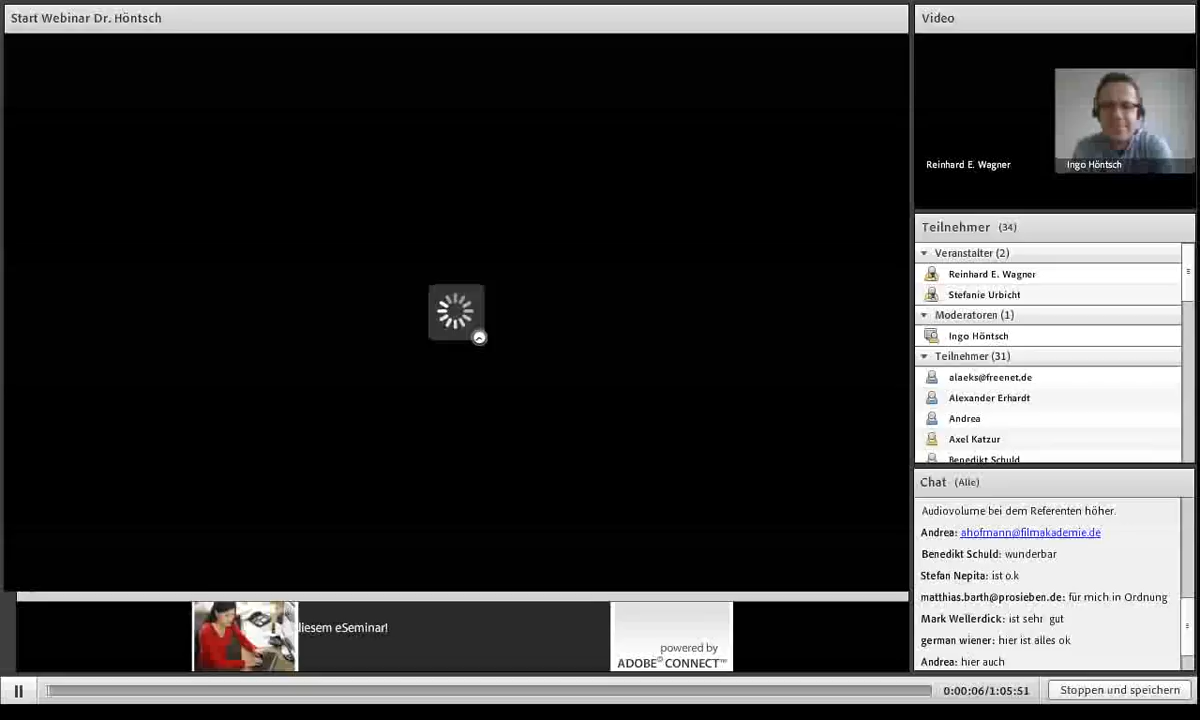 Start Webinar Dr. Höntsch
Video
Reinhard E. Wagner
Ingo Höntsch
Teilnehmer (34)
Veranstalter (2)
Reinhard E. Wagner
Stefanie Urbicht
Moderatoren (1)
Ingo Höntsch
Teilnehmer (31)
alaeks@freenet.de
Alexander Erhardt
Andrea
Axel Katzur
Benedikt Schuld
Chat (Alle)
Audiovolume bei dem Referenten höher.
Andrea: ahofmann@filmakademie.de
Benedikt Schuld: wunderbar
Stefan Nepita: ist o.k
matthias.barth@prosieben.de: für mich in Ordnung
Mark Wellerdick: ist sehr gut
german wiener: hier ist alles ok
Andrea: hier auch
diesem eSeminar!
powered by
ADOBE® CONNECT™
0:00:06/1:05:51
Stoppen und speichern